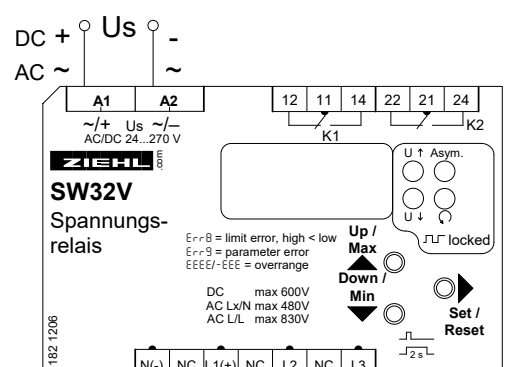 DC + Us -
AC ~ ~
A1 A2
~/+ Us ~/–
AC/DC 24...270 V
12 11 14 22 21 24
K1
K2
ZIEHL
SW32V
Spannungs-
relais
U ↑ Asym.
U ↓
locked
Err8 = limit error, high < low
Err9 = parameter error
EEEE/-EEE = overrange
DC max 600V
AC Lx/N max 480V
AC L/L max 830V
Up /
Max
Down /
Min
Set /
Reset
2 s
182 1206
N(-) NC L1(+) NC L2 NC L3